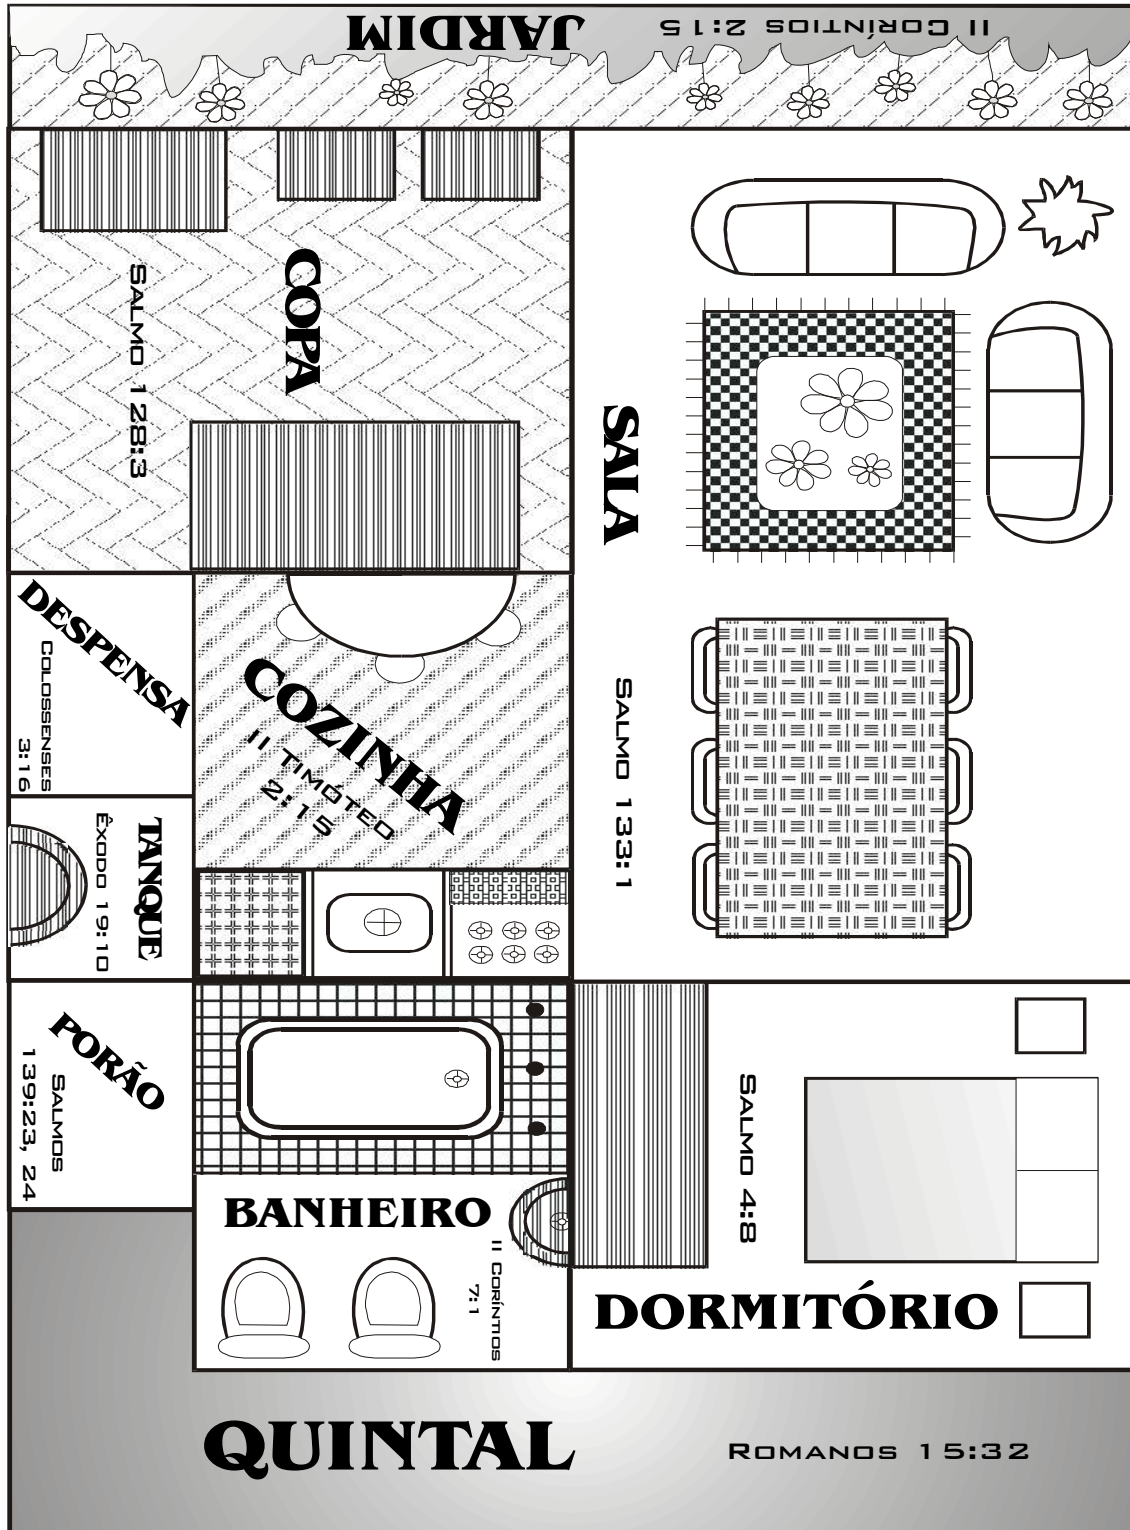 JARDIM
II Coríntios 2:15
COPA
Salmo 128:3
SALA
Salmo 133:1
DESPENSA
Colossenses
3:16
COZINHA
II Timóteo
2:15
TANQUE
Êxodo 19:10
PORÃO
Salmos
139:23, 24
BANHEIRO
II Coríntios
7:1
Salmo 4:8
DORMITÓRIO
QUINTAL
Romanos 15:32